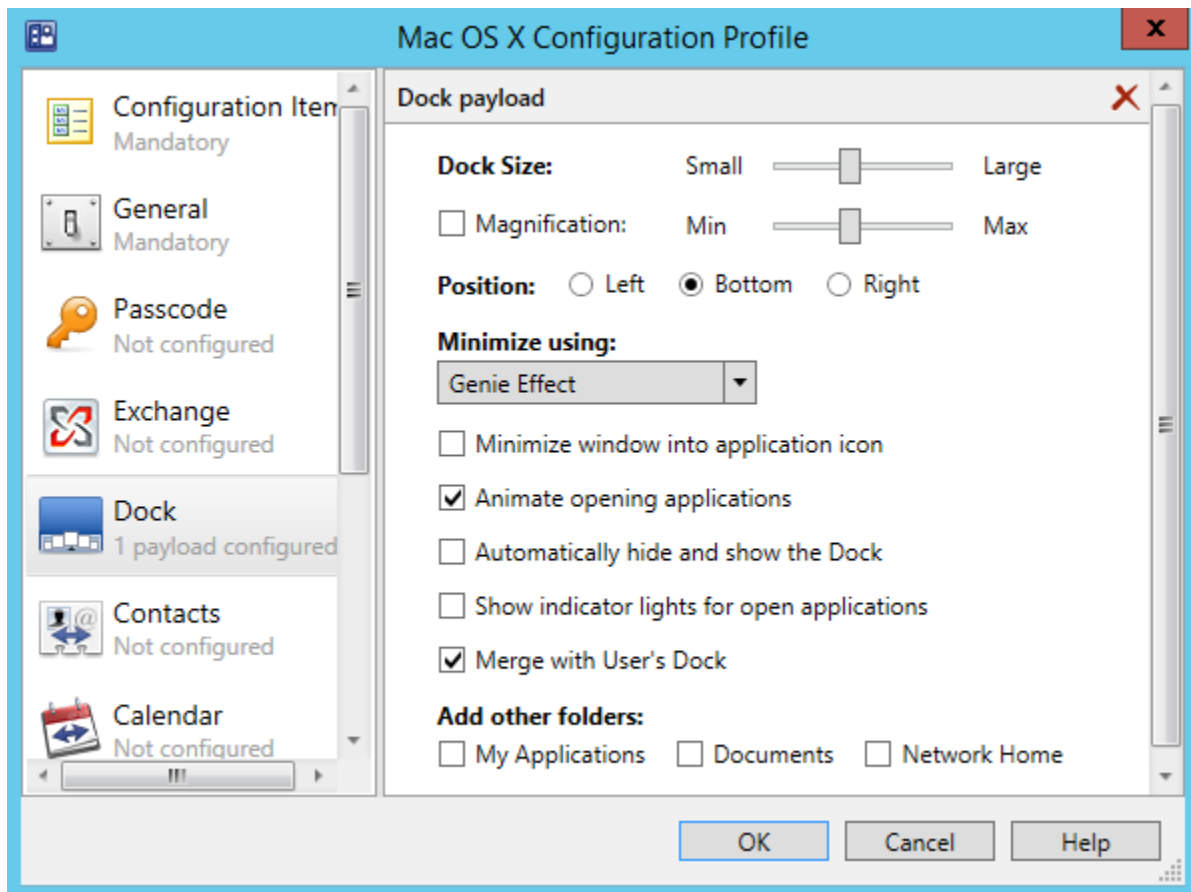 Mac OS X Configuration Profile
x
Configuration Item
Mandatory
General
Mandatory
Passcode
Not configured
Exchange
Not configured
Dock
1 payload configured
Contacts
Not configured
Calendar
Not configured
Dock payload
Dock Size: Small Large
Magnification: Min Max
Position: Left Bottom Right
Minimize using:
Genie Effect
Minimize window into application icon
Animate opening applications
Automatically hide and show the Dock
Show indicator lights for open applications
Merge with User's Dock
Add other folders:
My Applications Documents Network Home
OK Cancel Help